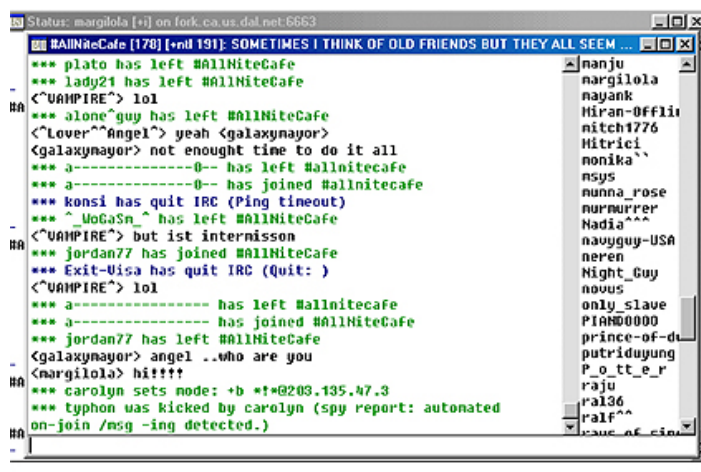 Status: margilola [+i] on fork.ca.us.dal.net:6663
#AllNiteCafe [178] [+ntl 191]: SOMETIMES I THINK OF OLD FRIENDS BUT THEY ALL SEEM ...
*** plato has left #AllNiteCafe
*** lady21 has left #AllNiteCafe
<^VAMPIRE^> lol
*** alone^guy has left #AllNiteCafe
<^Lover^^Angel^> yeah <galaxymayor>
<galaxymayor> not enought time to do it all
*** a---------------0-- has left #allnitecafe
*** a---------------0-- has joined #allnitecafe
*** konsi has quit IRC (Ping timeout)
*** ^_WoGaSm_^ has left #AllNiteCafe
<^VAMPIRE^> but ist intermisson
*** jordan77 has joined #AllNiteCafe
*** Exit-Visa has quit IRC (Quit: )
<^VAMPIRE^> lol
*** a----------------- has left #allnitecafe
*** a----------------- has joined #AllNiteCafe
*** jordan77 has left #AllNiteCafe
<galaxymayor> angel ..who are you
<margilola> hi!!!!
*** carolyn sets mode: +b *!*@203.135.47.3
*** typhon was kicked by carolyn (spy report: automated
on-join /msg -ing detected.)
manju
margilola
mayank
Miran-Offlin
mitch1776
Mitrici
monika``
msys
munna_rose
murmurrer
Nadia^^^
navyguy-USA
neren
Night_Guy
novus
only_slave
PIANO0000
prince-of-du
putriduyung
P_o_tt_e_r
raju
ral36
ralf^^
#A
#A
#A
#A